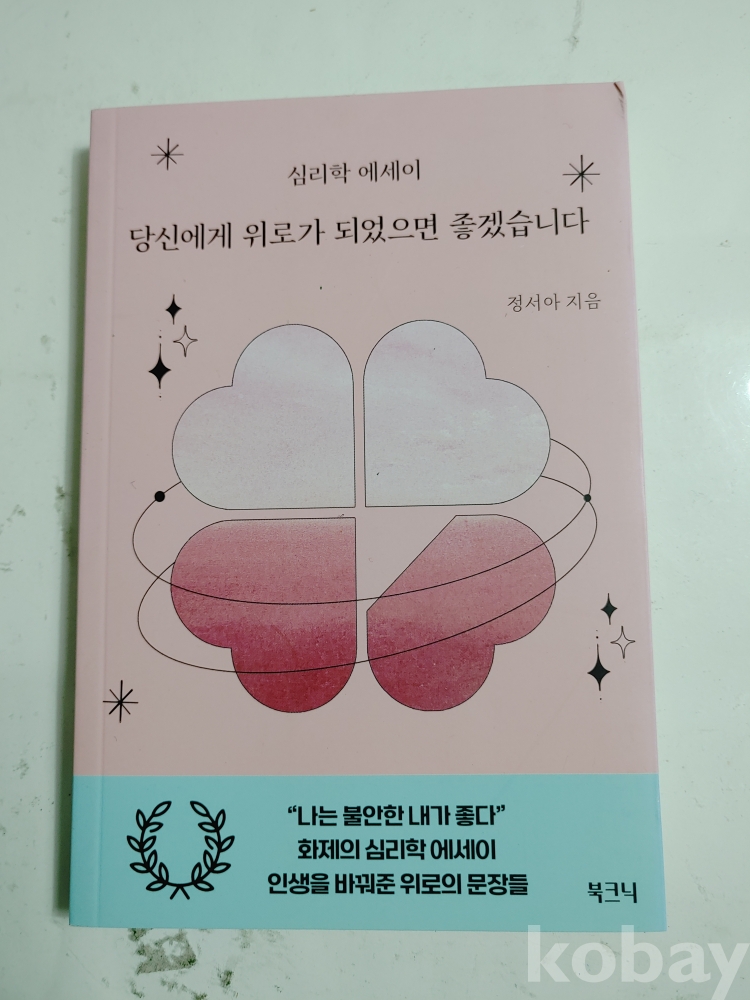 심리학 에세이
당신에게 위로가 되었으면 좋겠습니다
정서아 지음
“나는 불안한 내가 좋다”
화제의 심리학 에세이
인생을 바꿔준 위로의 문장들
북크닉
kobay